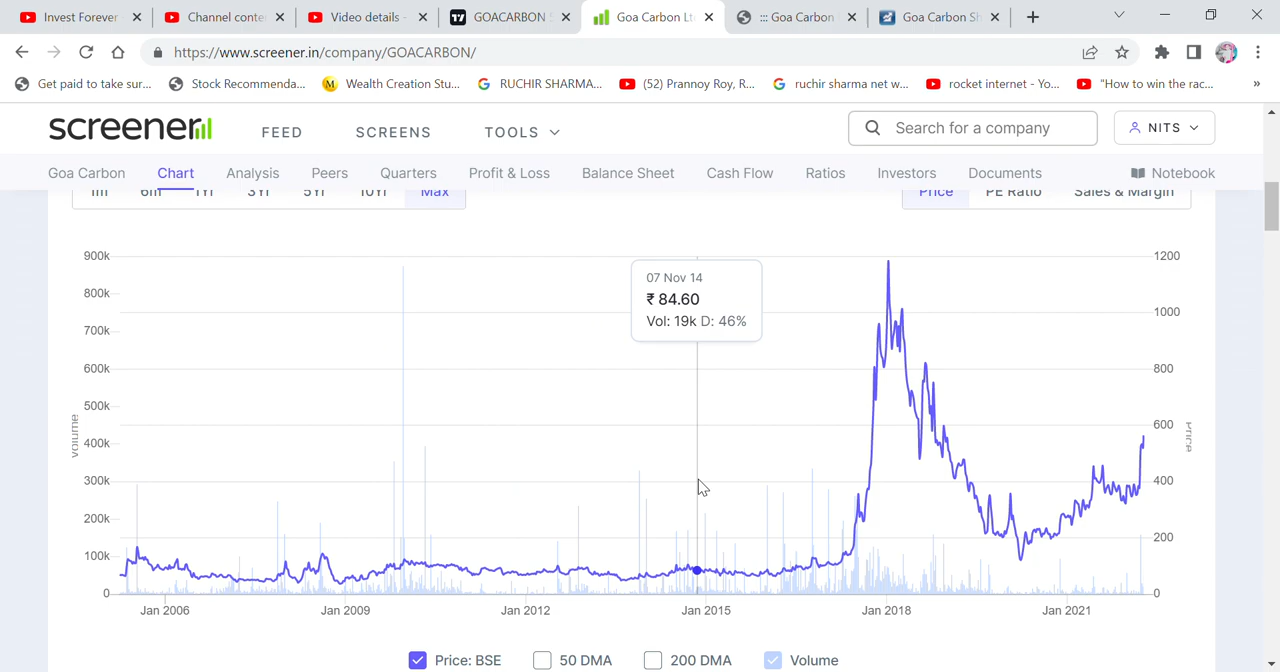 Invest Forever
Channel conte
Video details -
GOACARBON
Goa Carbon Lt
::: Goa Carbon
Goa Carbon Sh
https://www.screener.in/company/GOACARBON/
Get paid to take sur...
Stock Recommenda...
Wealth Creation Stu...
RUCHIR SHARMA...
(52) Prannoy Roy, R...
ruchir sharma net w...
rocket internet - Yo...
"How to win the rac...
»
screener
FEED
SCREENS
TOOLS
Search for a company
NITS
Goa Carbon
Chart
Analysis
Peers
Quarters
Profit & Loss
Balance Sheet
Cash Flow
Ratios
Investors
Documents
Notebook
1m 6m 1Yr 3Yr 5Yr 10Yr Max
Price PE Ratio Sales & Margin
900k
800k
700k
600k
500k
400k
300k
200k
100k
0
Volume
07 Nov 14
₹ 84.60
Vol: 19k D: 46%
1200
1000
800
600
400
200
0
Price
Jan 2006
Jan 2009
Jan 2012
Jan 2015
Jan 2018
Jan 2021
Price: BSE
50 DMA
200 DMA
Volume